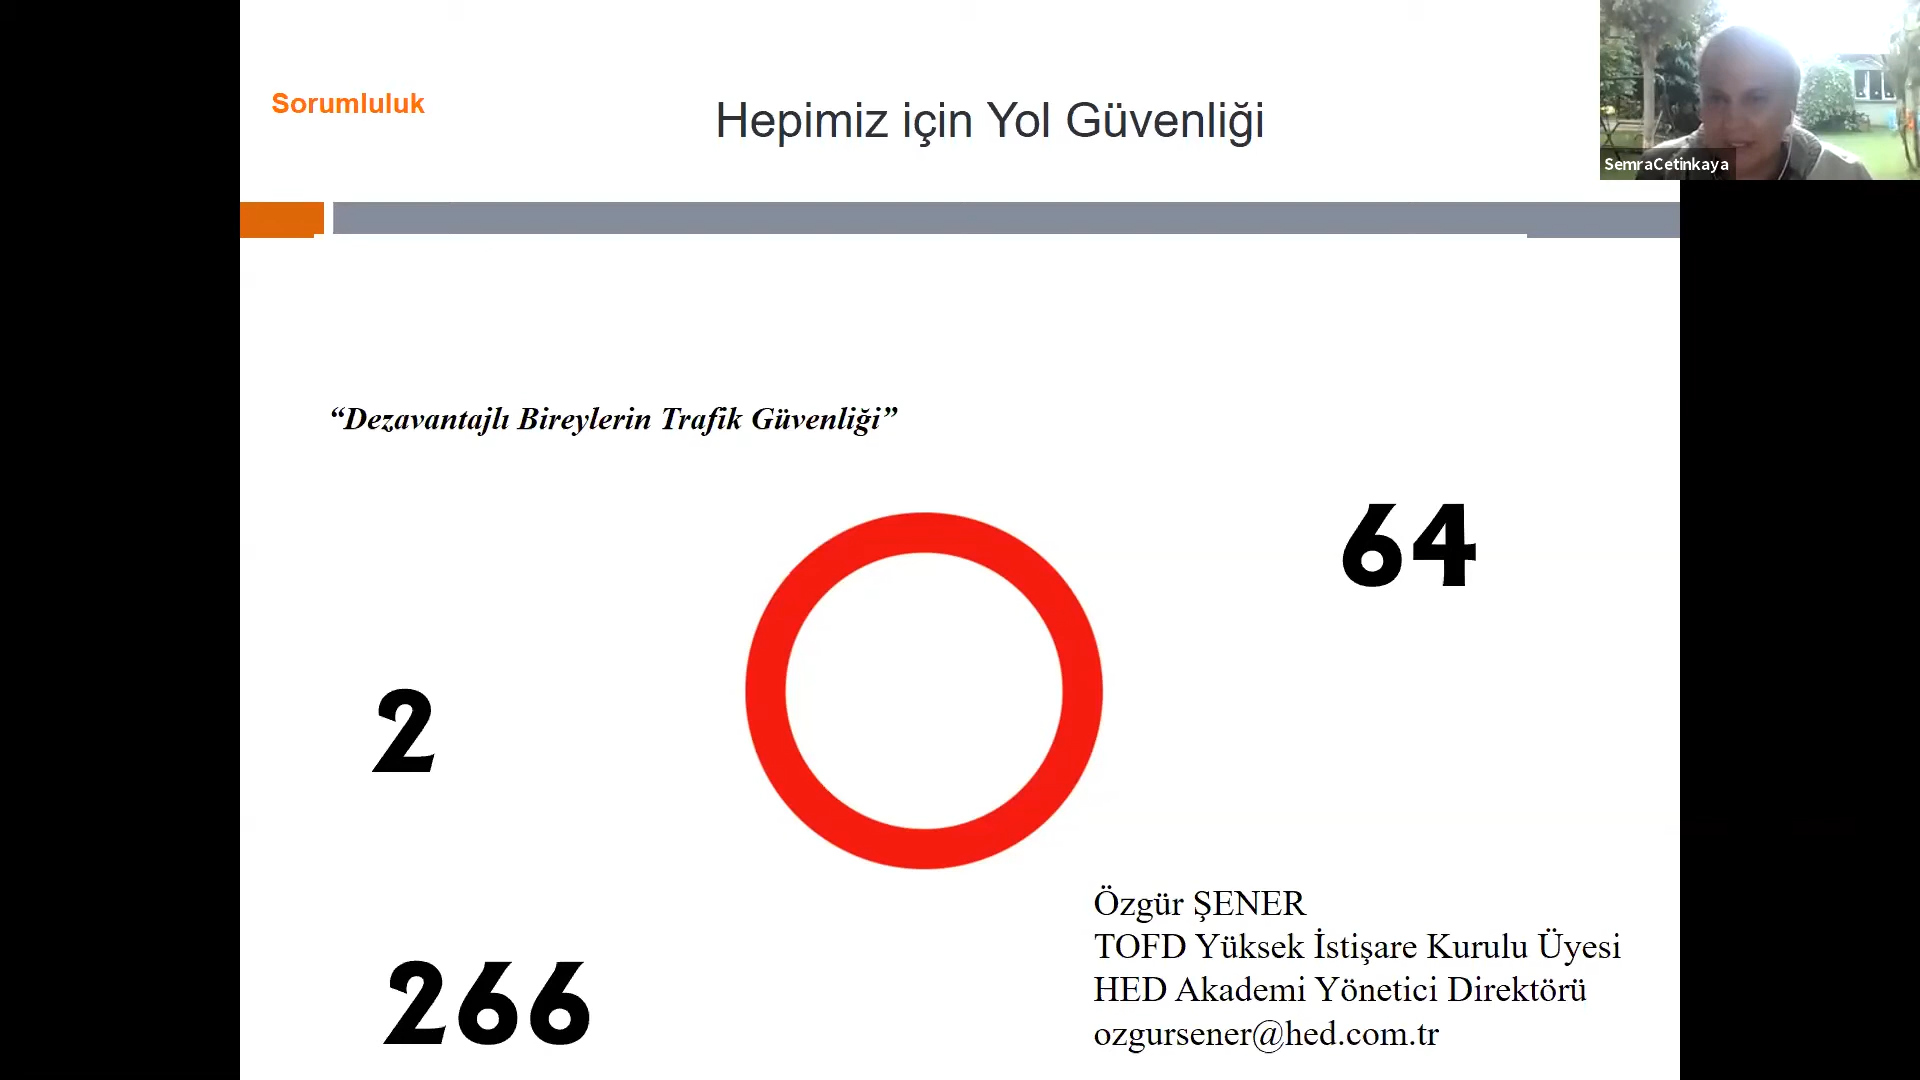 Sorumluluk
Hepimiz için Yol Güvenliği
SemraCetinkaya
“Dezavantajlı Bireylerin Trafik Güvenliği”
64
2
266
Özgür ŞENER
TOFD Yüksek İstişare Kurulu Üyesi
HED Akademi Yönetici Direktörü
ozgursener@hed.com.tr